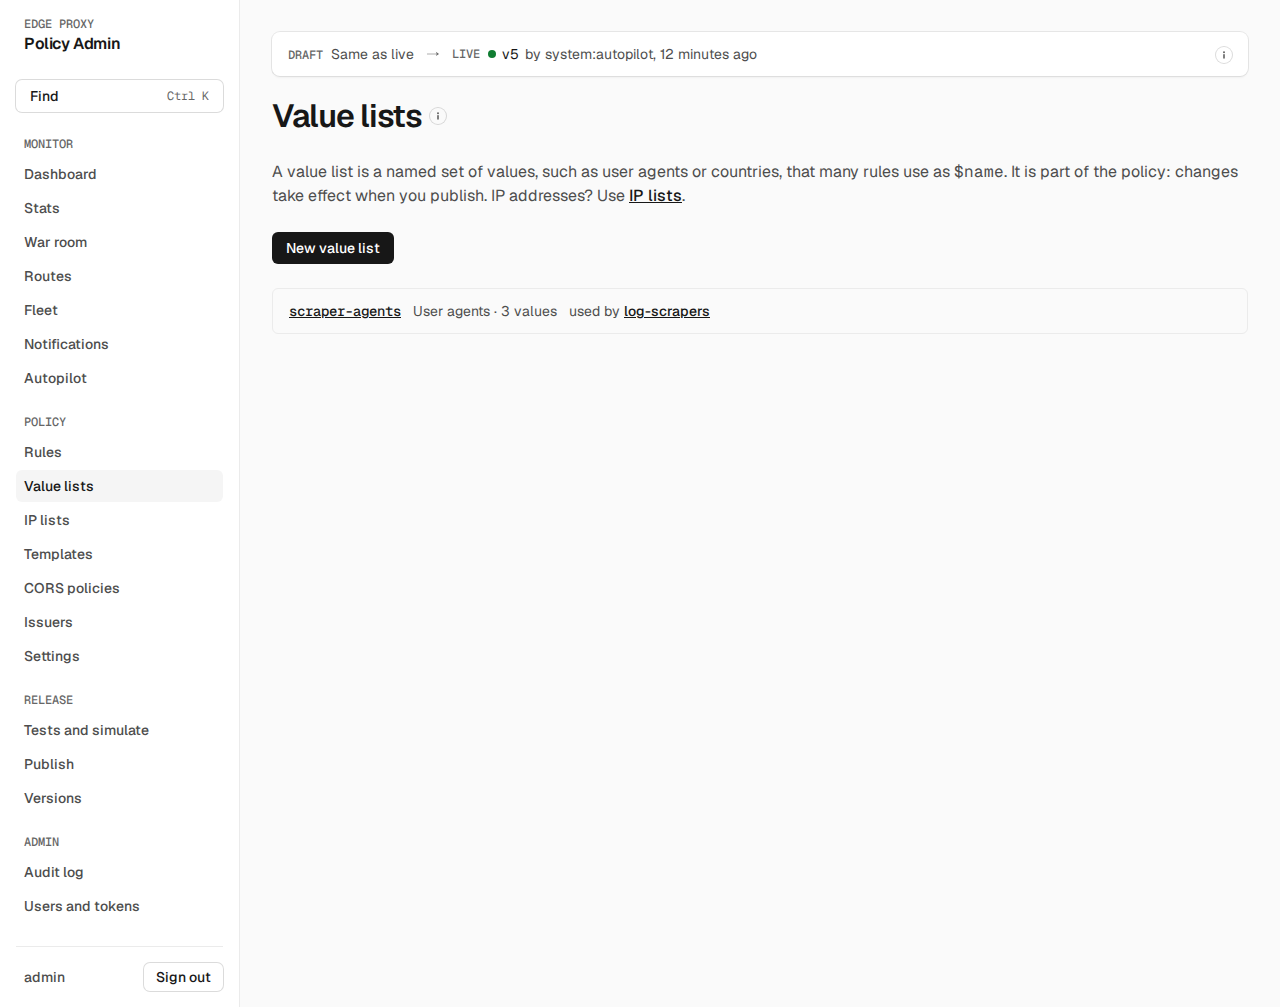 EDGE PROXY
Policy Admin
Find Ctrl K
MONITOR
Dashboard
Stats
War room
Routes
Fleet
Notifications
Autopilot
POLICY
Rules
Value lists
IP lists
Templates
CORS policies
Issuers
Settings
RELEASE
Tests and simulate
Publish
Versions
ADMIN
Audit log
Users and tokens
admin Sign out
DRAFT Same as live → LIVE v5 by system:autopilot, 12 minutes ago
Value lists
A value list is a named set of values, such as user agents or countries, that many rules use as $name. It is part of the policy: changes
take effect when you publish. IP addresses? Use IP lists.
New value list
scraper-agents User agents · 3 values used by log-scrapers